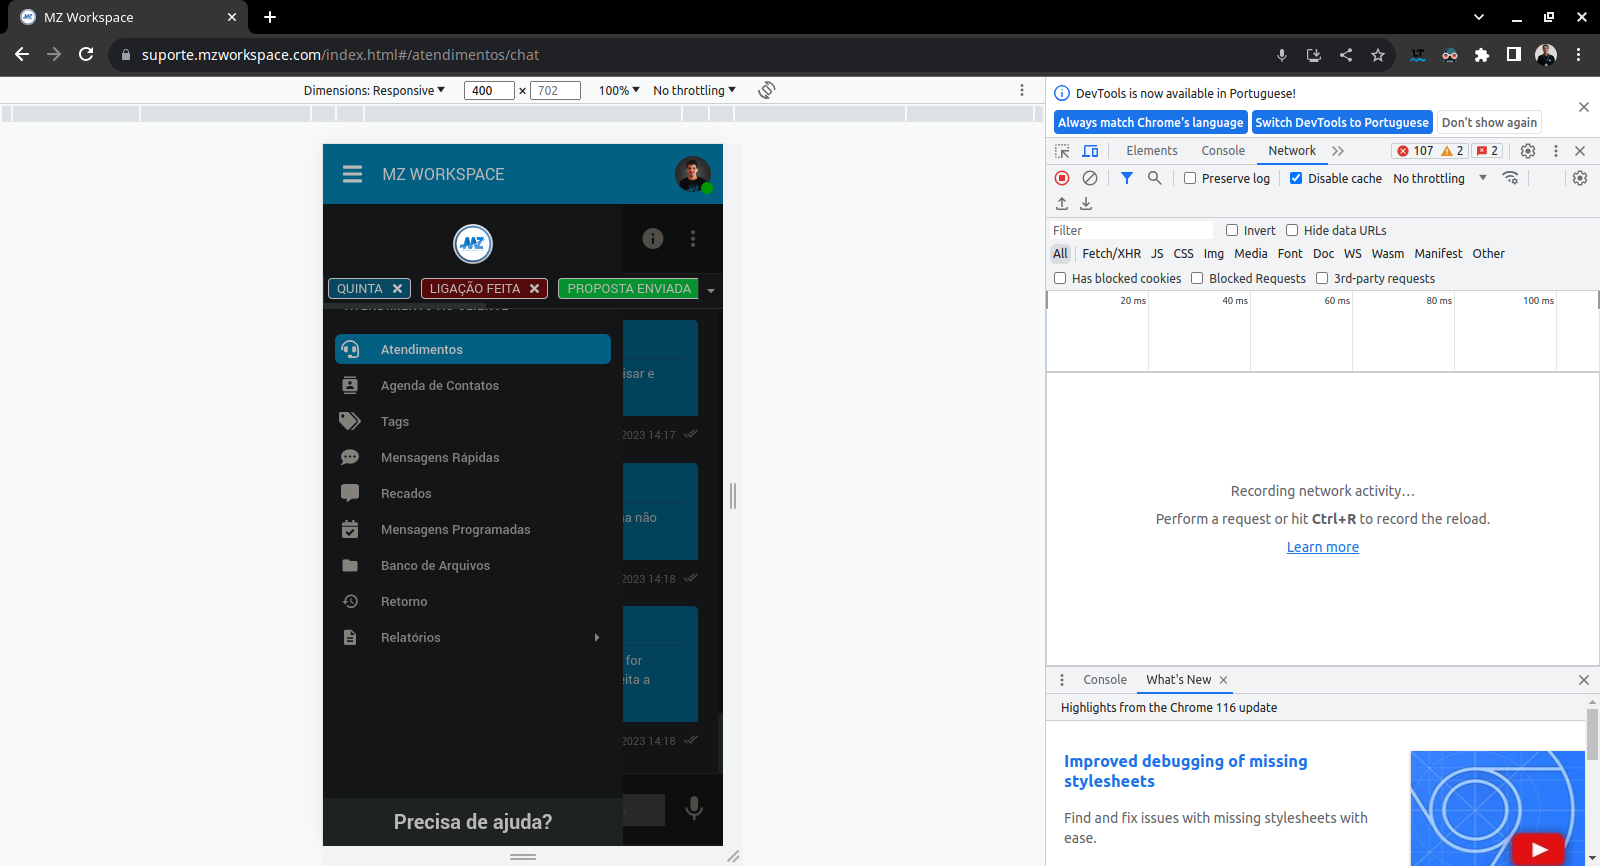 MZ Workspace
suporte.mzworkspace.com/index.html#/atendimentos/chat
LT
Dimensions: Responsive
400 × 702
100%
No throttling
MZ WORKSPACE
MZ
QUINTA
LIGAÇÃO FEITA
PROPOSTA ENVIADA
ATENDIMENTO AO CLIENTE
Atendimentos
Agenda de Contatos
Tags
Mensagens Rápidas
Recados
Mensagens Programadas
Banco de Arquivos
Retorno
Relatórios
Precisa de ajuda?
isar e
2023 14:17
na não
2023 14:18
for
eita a
2023 14:18
DevTools is now available in Portuguese!
Always match Chrome's language
Switch DevTools to Portuguese
Don't show again
Elements
Console
Network
107
2
2
Preserve log
Disable cache
No throttling
Filter
Invert
Hide data URLs
All
Fetch/XHR
JS
CSS
Img
Media
Font
Doc
WS
Wasm
Manifest
Other
Has blocked cookies
Blocked Requests
3rd-party requests
20 ms
40 ms
60 ms
80 ms
100 ms
Recording network activity…
Perform a request or hit Ctrl+R to record the reload.
Learn more
Console
What's New
Highlights from the Chrome 116 update
Improved debugging of missing
stylesheets
Find and fix issues with missing stylesheets with
ease.